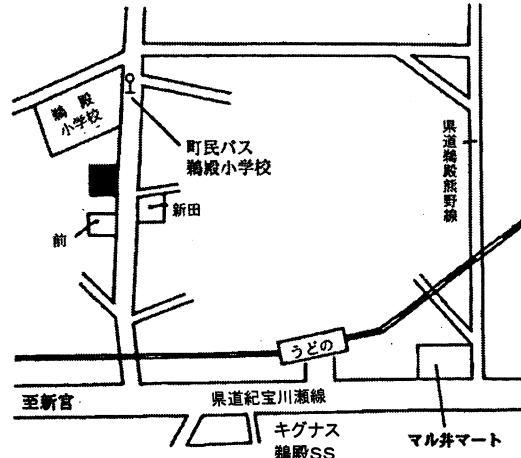 鵜殿
小学校
町民バス
鵜殿小学校
県道鵜殿熊野線
新田
前
うどの
至新宮
県道紀宝川瀬線
キグナス
鵜殿SS
マル井マート